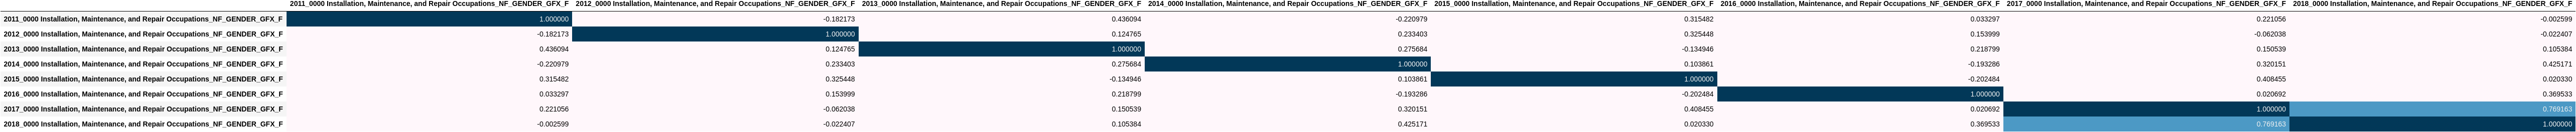 2011_0000 Installation, Maintenance, and Repair Occupations_NF_GENDER_GFX_F 2012_0000 Installation, Maintenance, and Repair Occupations_NF_GENDER_GFX_F 2013_0000 Installation, Maintenance, and Repair Occupations_NF_GENDER_GFX_F 2014_0000 Installation, Maintenance, and Repair Occupations_NF_GENDER_GFX_F 2015_0000 Installation, Maintenance, and Repair Occupations_NF_GENDER_GFX_F 2016_0000 Installation, Maintenance, and Repair Occupations_NF_GENDER_GFX_F 2017_0000 Installation, Maintenance, and Repair Occupations_NF_GENDER_GFX_F 2018_0000 Installation, Maintenance, and Repair Occupations_NF_GENDER_GFX_F
2011_0000 Installation, Maintenance, and Repair Occupations_NF_GENDER_GFX_F 1.000000 -0.182173 0.436094 -0.220979 0.315482 0.033297 0.221056 -0.002599
2012_0000 Installation, Maintenance, and Repair Occupations_NF_GENDER_GFX_F -0.182173 1.000000 0.124765 0.233403 0.325448 0.153999 -0.062038 -0.022407
2013_0000 Installation, Maintenance, and Repair Occupations_NF_GENDER_GFX_F 0.436094 0.124765 1.000000 0.275684 -0.134946 0.218799 0.150539 0.105384
2014_0000 Installation, Maintenance, and Repair Occupations_NF_GENDER_GFX_F -0.220979 0.233403 0.275684 1.000000 0.103861 -0.193286 0.320151 0.425171
2015_0000 Installation, Maintenance, and Repair Occupations_NF_GENDER_GFX_F 0.315482 0.325448 -0.134946 0.103861 1.000000 -0.202484 0.408455 0.020330
2016_0000 Installation, Maintenance, and Repair Occupations_NF_GENDER_GFX_F 0.033297 0.153999 0.218799 -0.193286 -0.202484 1.000000 0.020692 0.369533
2017_0000 Installation, Maintenance, and Repair Occupations_NF_GENDER_GFX_F 0.221056 -0.062038 0.150539 0.320151 0.408455 0.020692 1.000000 0.769163
2018_0000 Installation, Maintenance, and Repair Occupations_NF_GENDER_GFX_F -0.002599 -0.022407 0.105384 0.425171 0.020330 0.369533 0.769163 1.000000